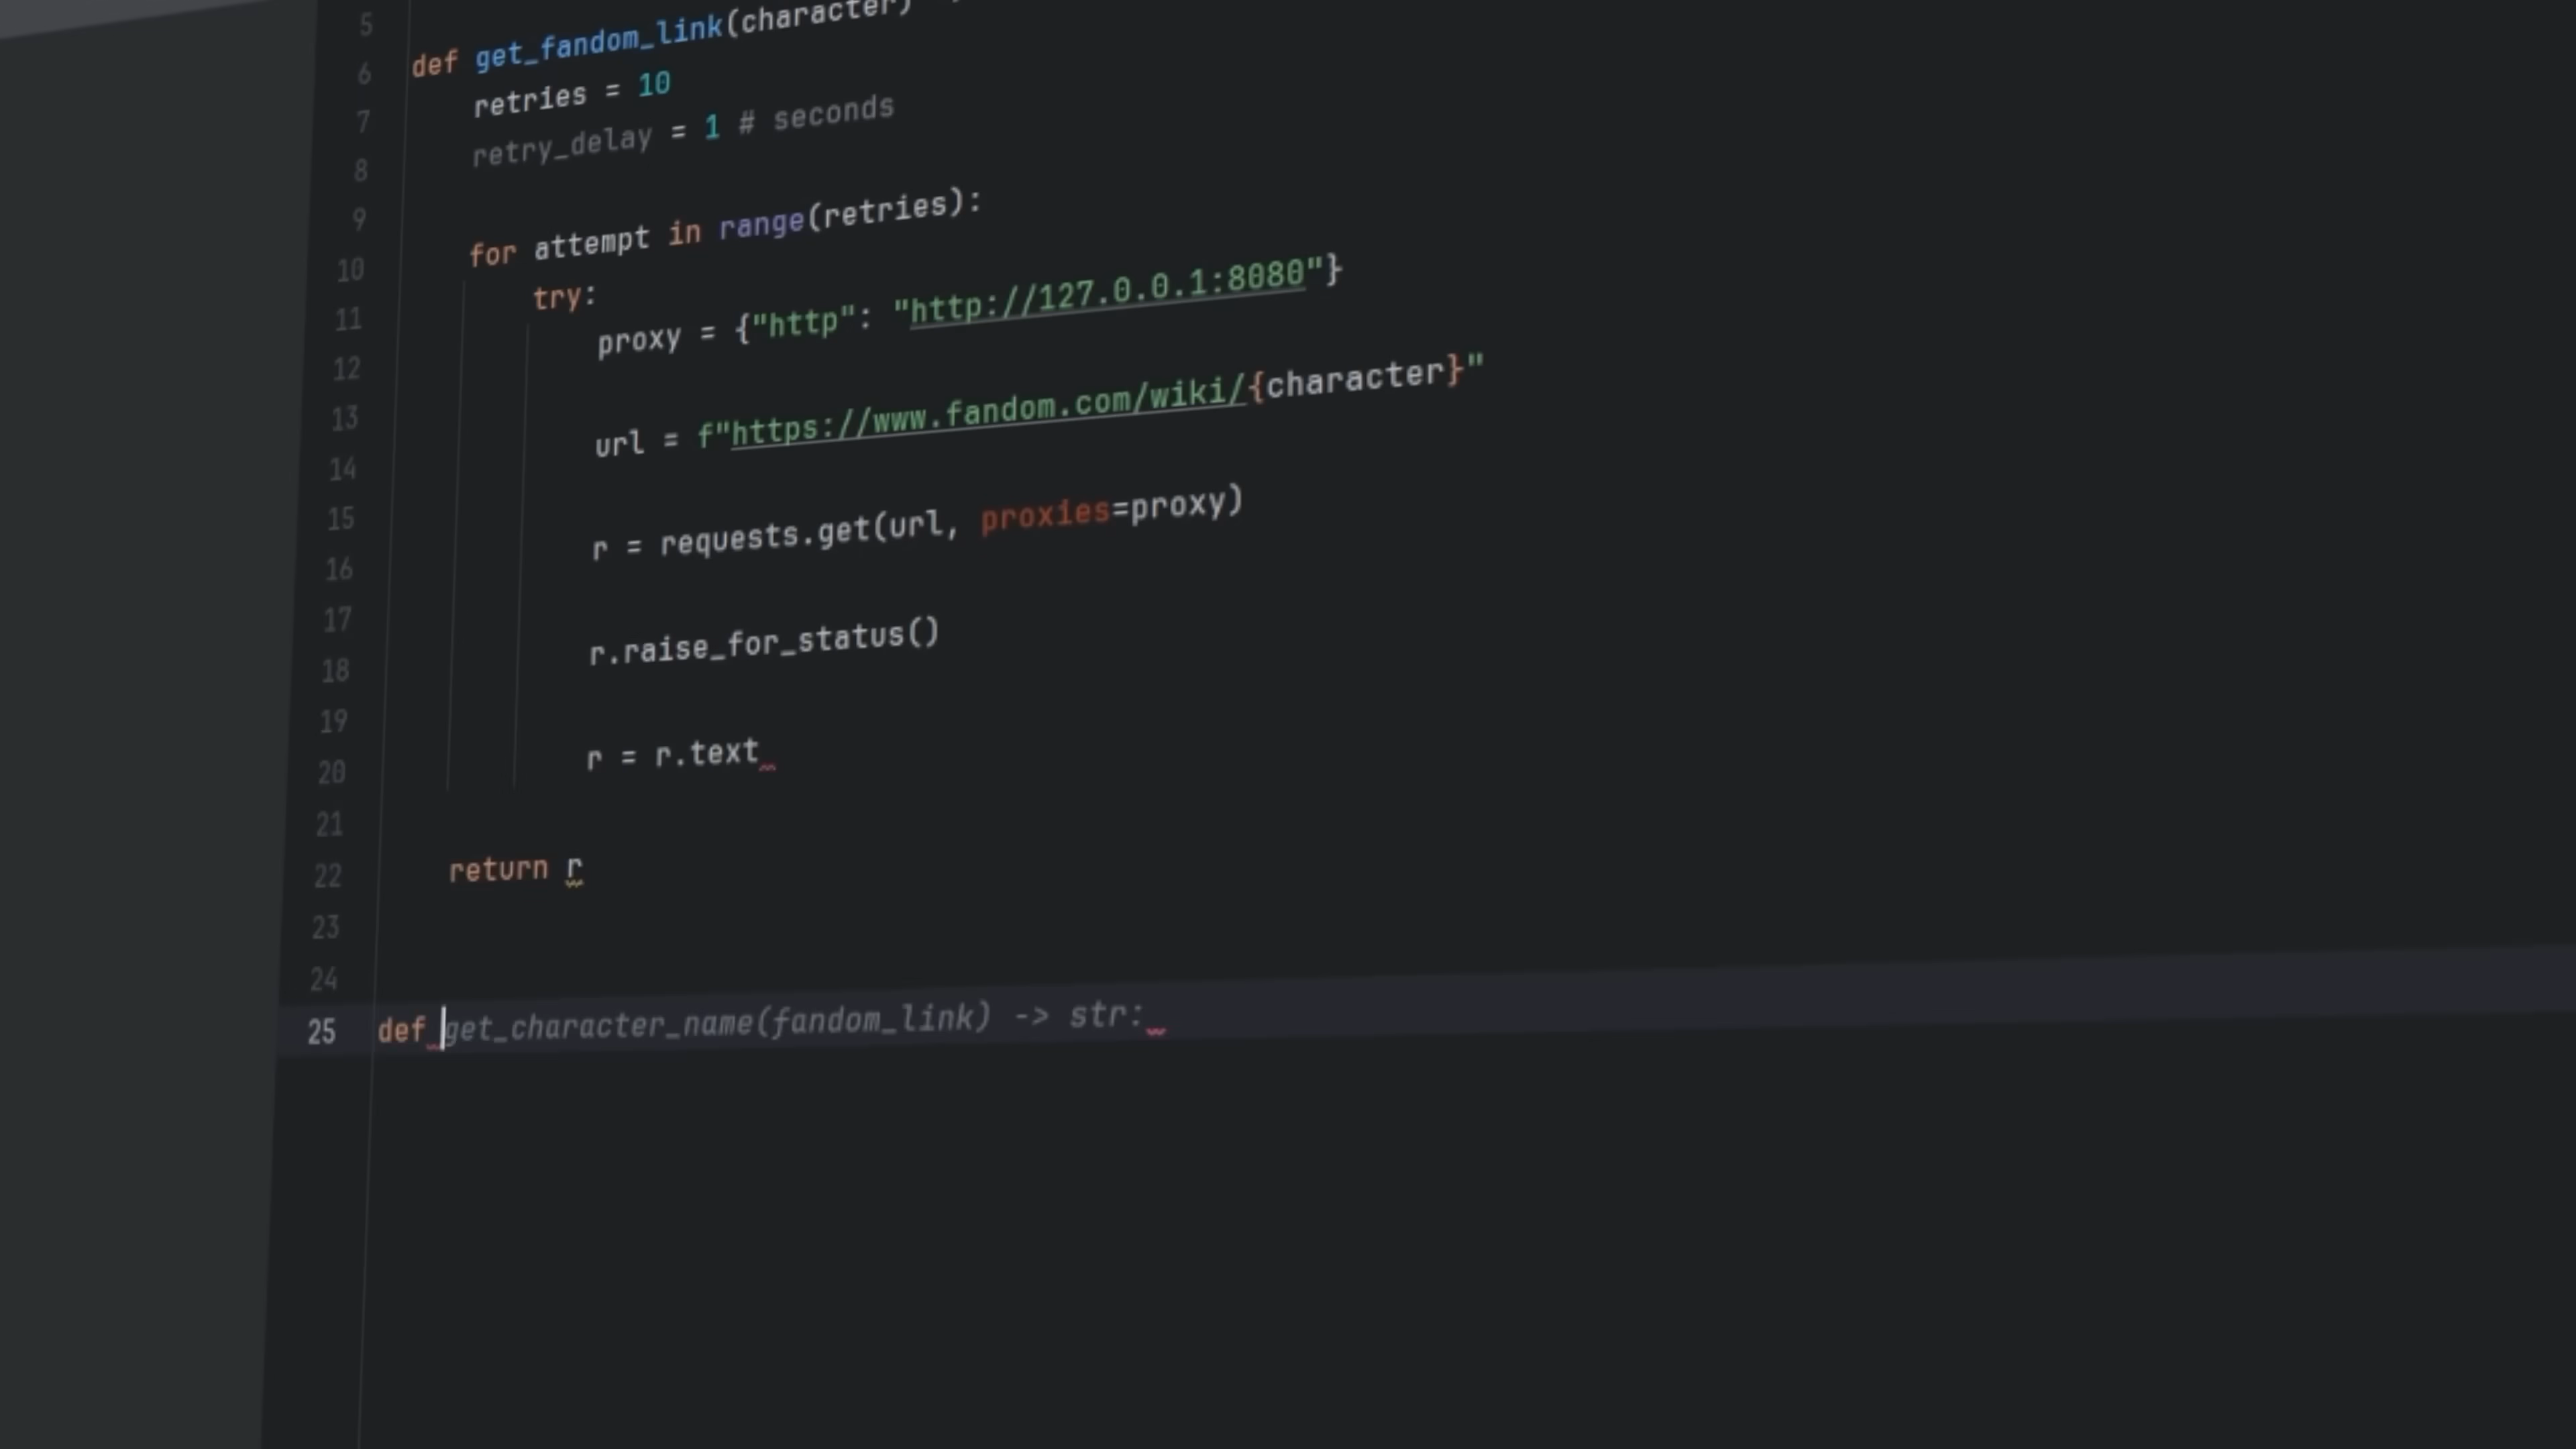 5
6 def get_fandom_link(character)
7 retries = 10
8 retry_delay = 1 # seconds
9
10 for attempt in range(retries):
11 try:
12 proxy = {"http": "http://127.0.0.1:8080"}
13
14 url = f"https://www.fandom.com/wiki/{character}"
15
16 r = requests.get(url, proxies=proxy)
17
18 r.raise_for_status()
19
20 r = r.text
21
22 return r
23
24
25 def get_character_name(fandom_link) -> str: